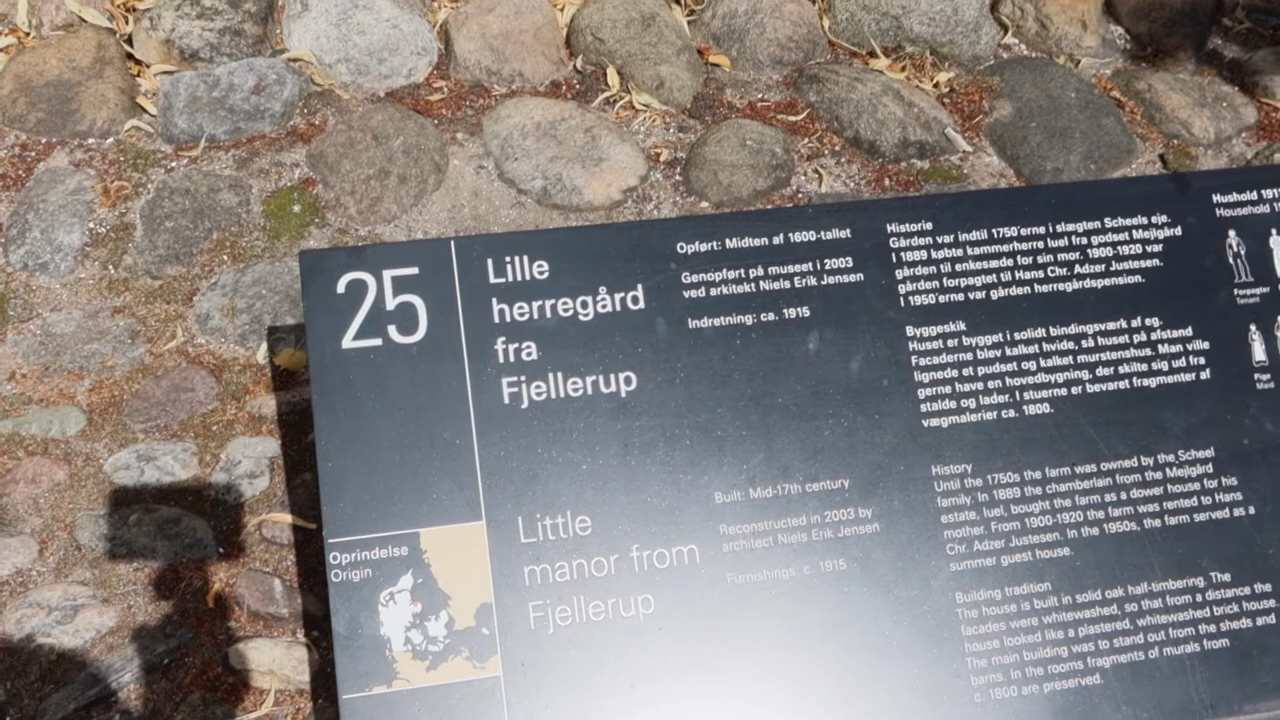 25
Lille
herregård
fra
Fjellerup
Opført: Midten af 1600-tallet
Genopført på museet i 2003
ved arkitekt Niels Erik Jensen
Indretning: ca. 1915
Historie
Gården var indtil 1750'erne i slægten Scheels eje.
I 1889 købte kammerherre Iuel fra godset Mejlgård
gården til enkesæde for sin mor. 1900-1920 var
gården forpagtet til Hans Chr. Adzer Justesen.
I 1950'erne var gården herregårdspension.
Byggeskik
Huset er bygget i solidt bindingsværk af eg.
Facaderne blev kalket hvide, så huset på afstand
lignede et pudset og kalket murstenshus. Man ville
gerne have en hovedbygning, der skilte sig ud fra
stalde og lader. I stuerne er bevaret fragmenter af
vægmalerier ca. 1800.
Hushold
Household
Forpagter
Tenant
Pige
Maid
Oprindelse
Origin
Little
manor from
Fjellerup
Built: Mid-17th century
Reconstructed in 2003 by
architect Niels Erik Jensen
Furnishings: c. 1915
History
Until the 1750s the farm was owned by the Scheel
family. In 1889 the chamberlain from the Mejlgård
estate, Iuel, bought the farm as a dower house for his
mother. From 1900-1920 the farm was rented to Hans
Chr. Adzer Justesen. In the 1950s, the farm served as a
summer guest house.
Building tradition
The house is built in solid oak half-timbering. The
facades were whitewashed, so that from a distance the
house looked like a plastered, whitewashed brick house
The main building was to stand out from the sheds and
barns. In the rooms fragments of murals from
c. 1800 are preserved.